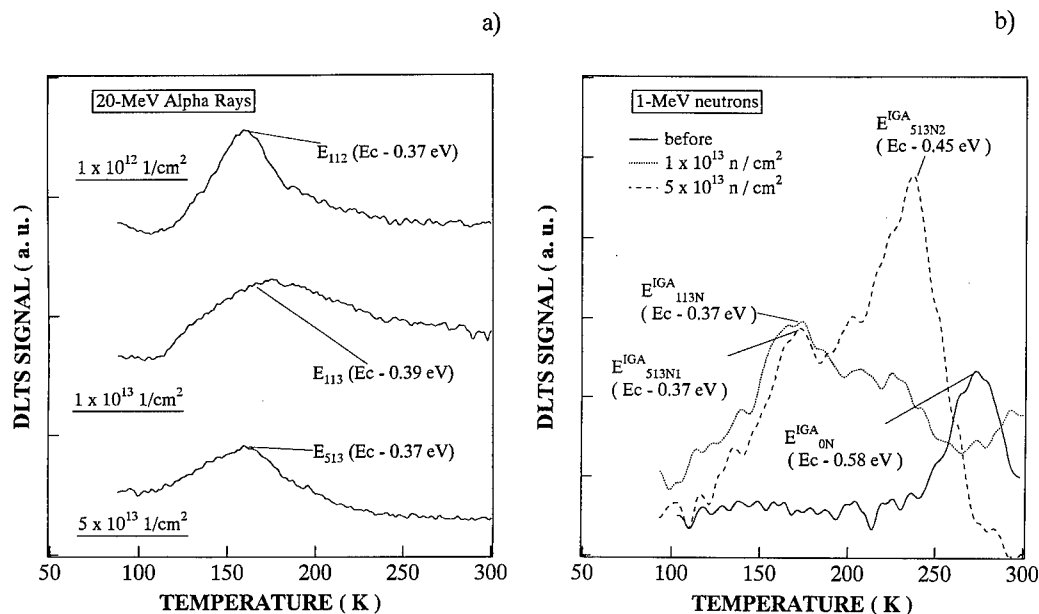 a)
20-MeV Alpha Rays
1 x 10^12 1/cm^2
E_112 (Ec - 0.37 eV)
E_113 (Ec - 0.39 eV)
1 x 10^13 1/cm^2
E_513 (Ec - 0.37 eV)
5 x 10^13 1/cm^2
DLTS SIGNAL ( a. u. )
50 100 150 200 250 300
TEMPERATURE ( K )
b)
1-MeV neutrons
before
1 x 10^13 n / cm^2
5 x 10^13 n / cm^2
E^IGA_513N2
( Ec - 0.45 eV )
E^IGA_113N
( Ec - 0.37 eV )
E^IGA_513N1
( Ec - 0.37 eV )
E^IGA_0N
( Ec - 0.58 eV )
DLTS SIGNAL ( a. u. )
50 100 150 200 250 300
TEMPERATURE ( K )